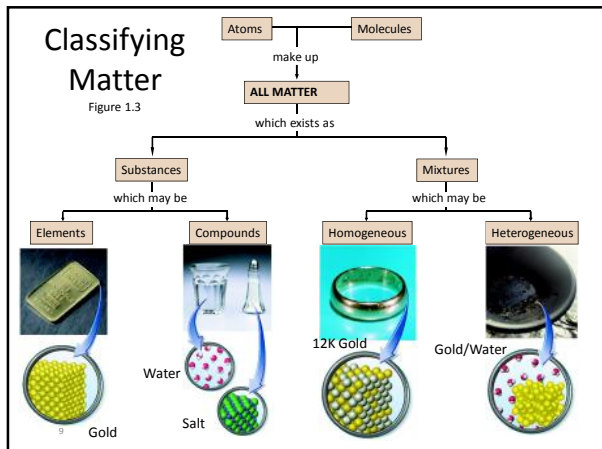 Classifying
Matter
Figure 1.3
Atoms
Molecules
make up
ALL MATTER
which exists as
Substances
Mixtures
which may be
which may be
Elements
Compounds
Homogeneous
Heterogeneous
12K Gold
Gold/Water
Water
Salt
9
Gold